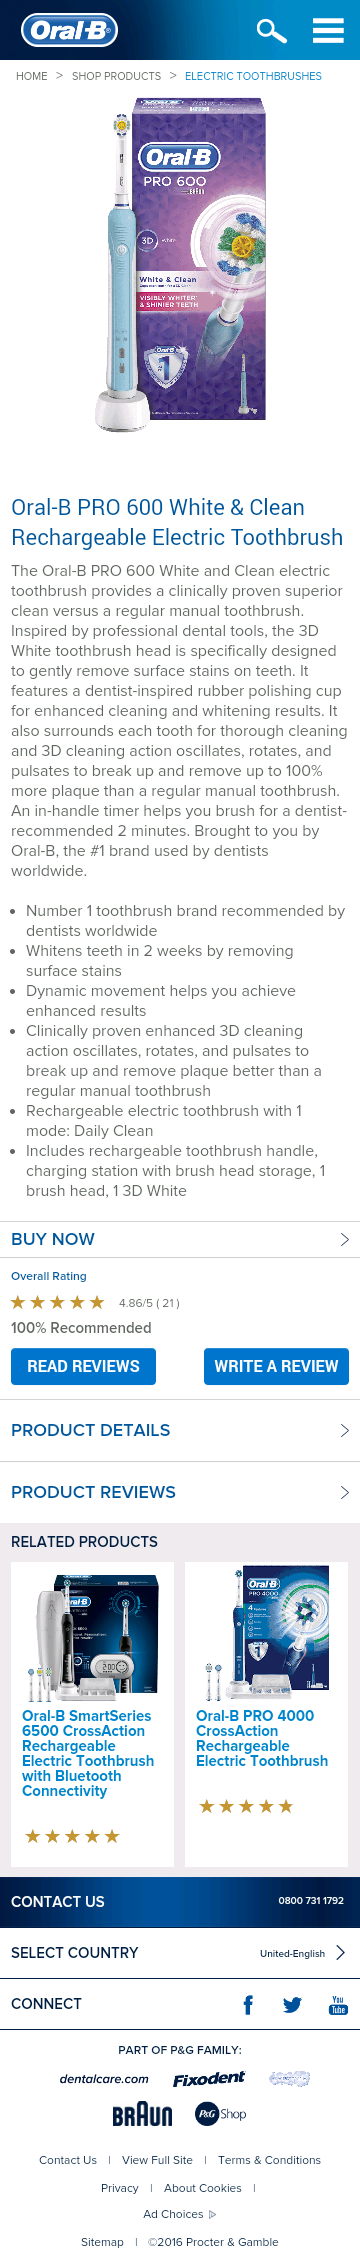 Oral-B
HOME > SHOP PRODUCTS > ELECTRIC TOOTHBRUSHES
Oral-B
PRO 600
BRAUN
3D White
White & Clean
VISIBLY WHITER
& SHINIER TEETH
Oral-B
#1
Oral-B PRO 600 White & Clean
Rechargeable Electric Toothbrush
The Oral-B PRO 600 White and Clean electric
toothbrush provides a clinically proven superior
clean versus a regular manual toothbrush.
Inspired by professional dental tools, the 3D
White toothbrush head is specifically designed
to gently remove surface stains on teeth. It
features a dentist-inspired rubber polishing cup
for enhanced cleaning and whitening results. It
also surrounds each tooth for thorough cleaning
and 3D cleaning action oscillates, rotates, and
pulsates to break up and remove up to 100%
more plaque than a regular manual toothbrush.
An in-handle timer helps you brush for a dentist-
recommended 2 minutes. Brought to you by
Oral-B, the #1 brand used by dentists
worldwide.
• Number 1 toothbrush brand recommended by
dentists worldwide
• Whitens teeth in 2 weeks by removing
surface stains
• Dynamic movement helps you achieve
enhanced results
• Clinically proven enhanced 3D cleaning
action oscillates, rotates, and pulsates to
break up and remove plaque better than a
regular manual toothbrush
• Rechargeable electric toothbrush with 1
mode: Daily Clean
• Includes rechargeable toothbrush handle,
charging station with brush head storage, 1
brush head, 1 3D White
BUY NOW
Overall Rating
4.86/5 ( 21 )
100% Recommended
READ REVIEWS WRITE A REVIEW
PRODUCT DETAILS
PRODUCT REVIEWS
RELATED PRODUCTS
Oral-B
Oral-B
PRO 4000
Oral-B SmartSeries
6500 CrossAction
Rechargeable
Electric Toothbrush
with Bluetooth
Connectivity
Oral-B PRO 4000
CrossAction
Rechargeable
Electric Toothbrush
CONTACT US 0800 731 1792
SELECT COUNTRY United-English
CONNECT
You
Tube
PART OF P&G FAMILY:
dentalcare.com Fixodent
BRAUN P&G Shop
Contact Us | View Full Site | Terms & Conditions
Privacy | About Cookies |
Ad Choices
Sitemap | ©2016 Procter & Gamble